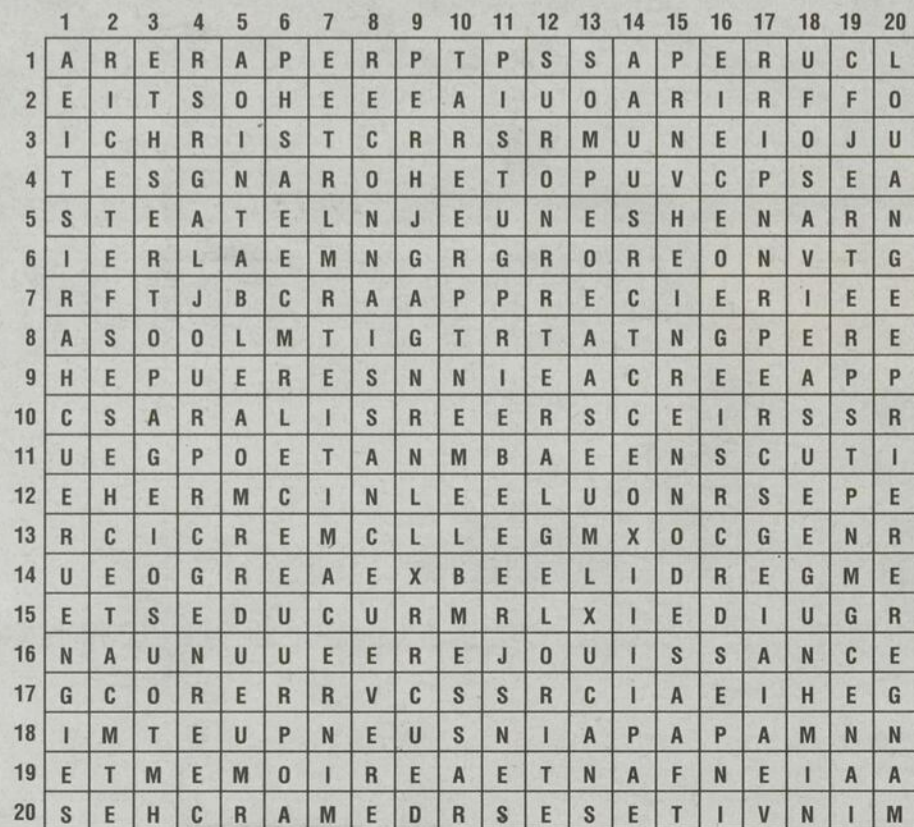 1 2 3 4 5 6 7 8 9 10 11 12 13 14 15 16 17 18 19 20
1 A R E R A P E R P T P S S A P E R U C L
2 E I T S O H E E E A I U O A R I R F F O
3 I C H R I S T C R R S R M U N E I O J U
4 T E S G N A R O H E T O P U V C P S E A
5 S T E A T E L N J E U N E S H E N A R N
6 I E R L A E M N G R G R O R E O N V T G
7 R F T J B C R A A P P R E C I E R I E E
8 A S O O L M T I G T R T A T N G P E R E
9 H E P U E R E S N N I E A C R E E A P P
10 C S A R A L I S R E E R S C E I R S S R
11 U E G P O E T A N M B A E E N S C U T I
12 E H E R M C I N L E E L U O N R S E P E
13 R C I C R E M C L L E G M X O C G E N R
14 U E O G R E A E X B E E L I D R E G M E
15 E T S E D U C U R M R L X I E D I U G R
16 N A U N U U E E R E J O U I S S A N C E
17 G C O R E R R V C S S R C I A E I H E G
18 I M T E U P N E U S N I A P A P A M N N
19 E T M E M O I R E A E T N A F N E I A A
20 S E H C R A M E D R S E S E T I V N I M